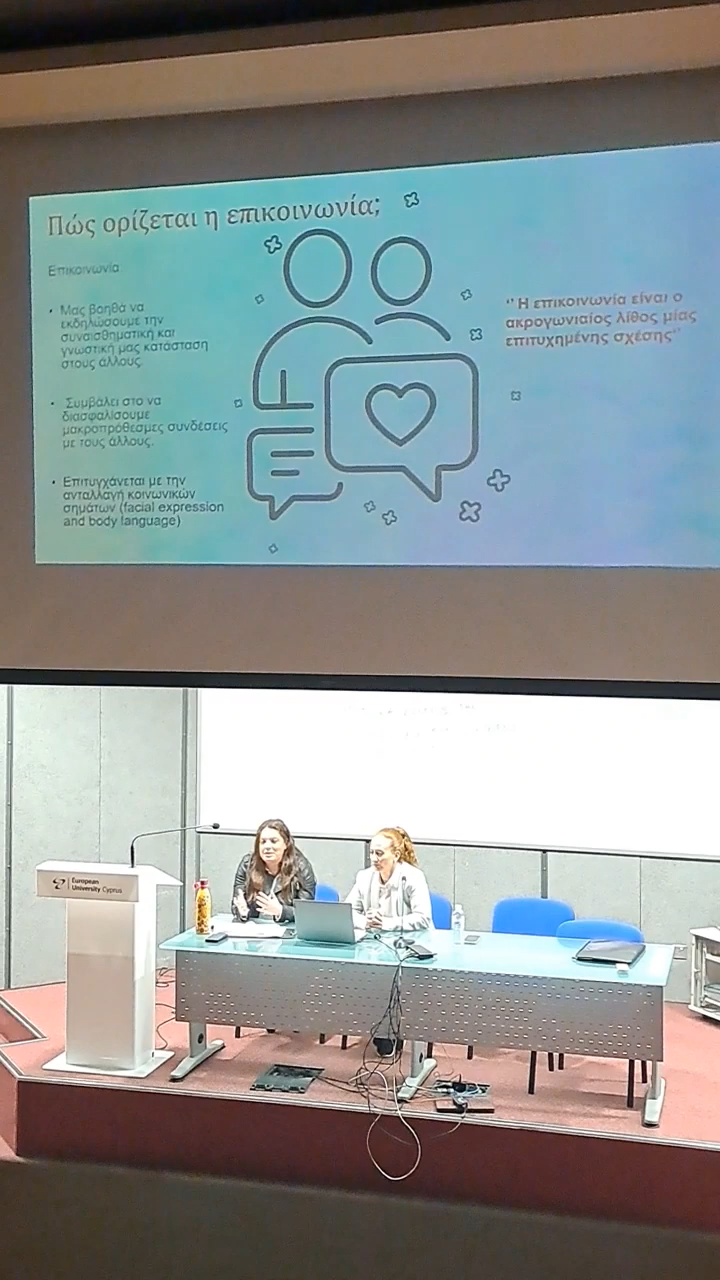 Πώς ορίζεται η επικοινωνία;
Επικοινωνία
• Μας βοηθά να
εκδηλώσουμε την
συναισθηματική και
γνωστική μας κατάσταση
στους άλλους.
• Συμβάλει στο να
διασφαλίσουμε
μακροπρόθεσμες συνδέσεις
με τους άλλους.
• Επιτυγχάνεται με την
ανταλλαγή κοινωνικών
σημάτων (facial expression
and body language)
‘’ Η επικοινωνία είναι ο
ακρογωνιαίος λίθος μίας
επιτυχημένης σχέσης’’
European
University Cyprus